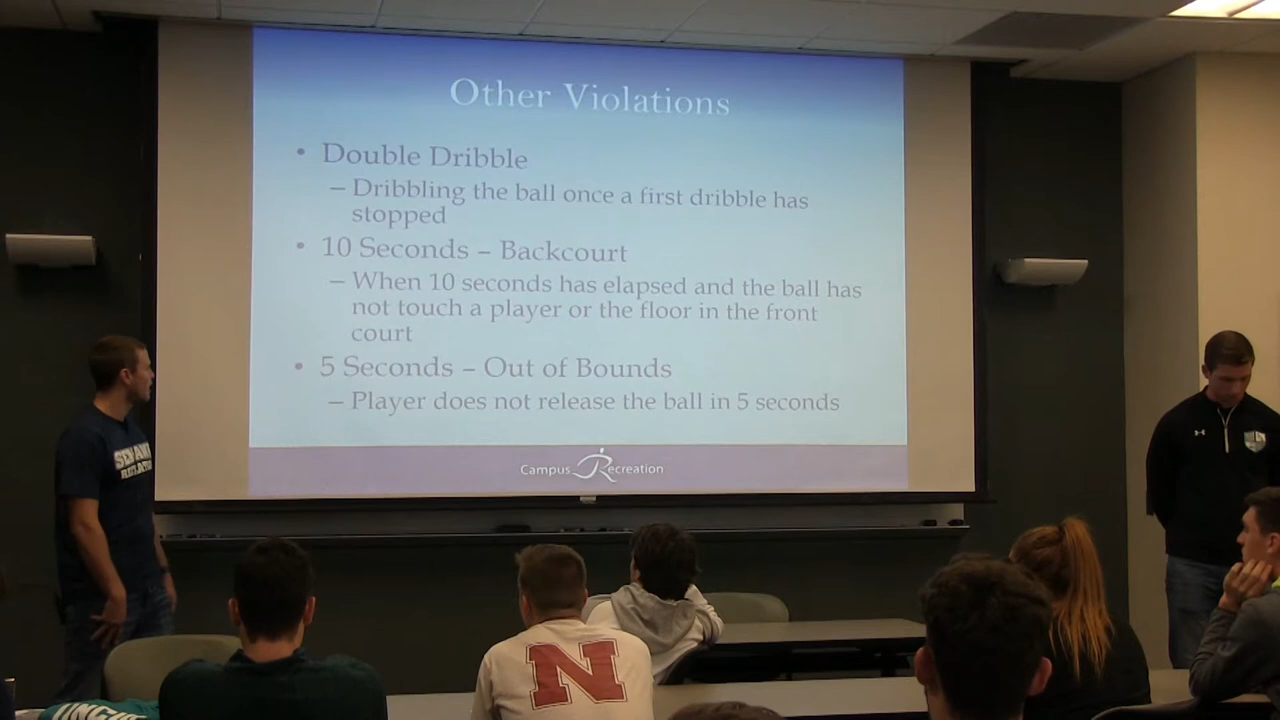 Other Violations
• Double Dribble
– Dribbling the ball once a first dribble has
stopped
• 10 Seconds – Backcourt
– When 10 seconds has elapsed and the ball has
not touch a player or the floor in the front
court
• 5 Seconds – Out of Bounds
– Player does not release the ball in 5 seconds
Campus Recreation
N